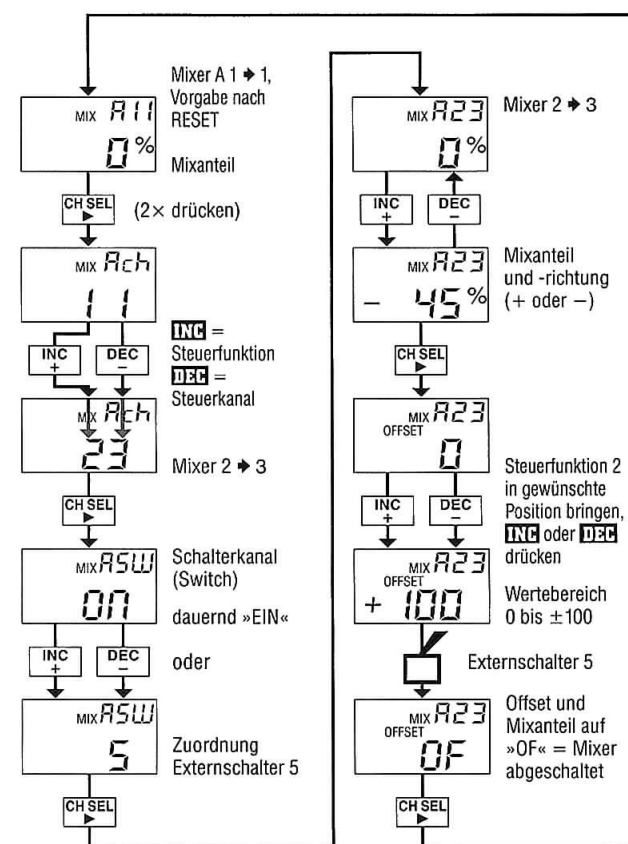 Mixer A 1 ➧ 1,
Vorgabe nach
RESET
MIX A11
0%
Mixanteil
CH SEL
(2× drücken)
MIX Ach
11
INC
+
DEC
−
INC =
Steuerfunktion
DEC =
Steuerkanal
MIX Ach
23
Mixer 2 ➧ 3
CH SEL
MIX ASW
On
Schalterkanal
(Switch)
dauernd »EIN«
INC
+
DEC
−
oder
MIX ASW
5
Zuordnung
Externschalter 5
CH SEL
MIX A23
0%
Mixer 2 ➧ 3
INC
+
DEC
−
MIX A23
− 45%
Mixanteil
und -richtung
(+ oder −)
CH SEL
MIX A23
OFFSET
0
INC
+
DEC
−
Steuerfunktion 2
in gewünschte
Position bringen,
INC oder DEC
drücken
MIX A23
OFFSET
+ 100
Wertebereich
0 bis ±100
Externschalter 5
MIX A23
OFFSET
OF
Offset und
Mixanteil auf
»OF« = Mixer
abgeschaltet
CH SEL